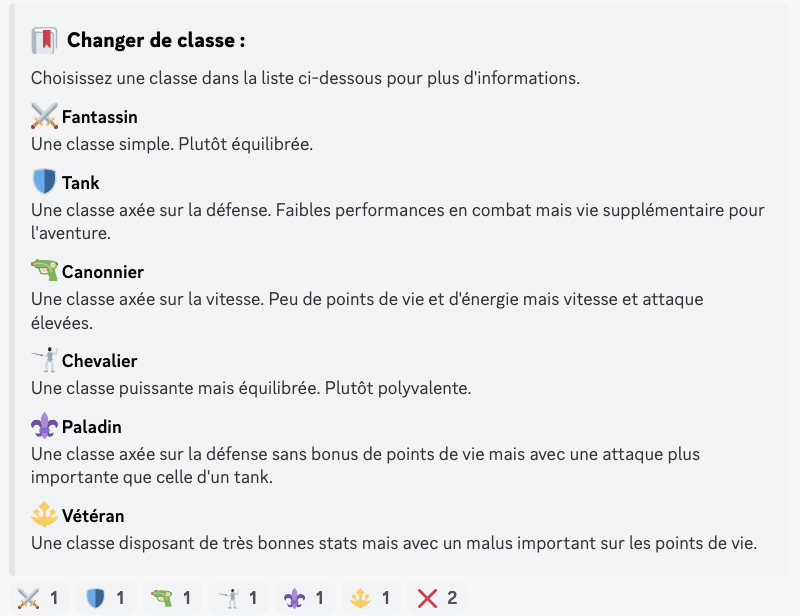 Changer de classe :
Choisissez une classe dans la liste ci-dessous pour plus d'informations.
Fantassin
Une classe simple. Plutôt équilibrée.
Tank
Une classe axée sur la défense. Faibles performances en combat mais vie supplémentaire pour
l'aventure.
Canonnier
Une classe axée sur la vitesse. Peu de points de vie et d'énergie mais vitesse et attaque
élevées.
Chevalier
Une classe puissante mais équilibrée. Plutôt polyvalente.
Paladin
Une classe axée sur la défense sans bonus de points de vie mais avec une attaque plus
importante que celle d'un tank.
Vétéran
Une classe disposant de très bonnes stats mais avec un malus important sur les points de vie.
1 1 1 1 1 1 2